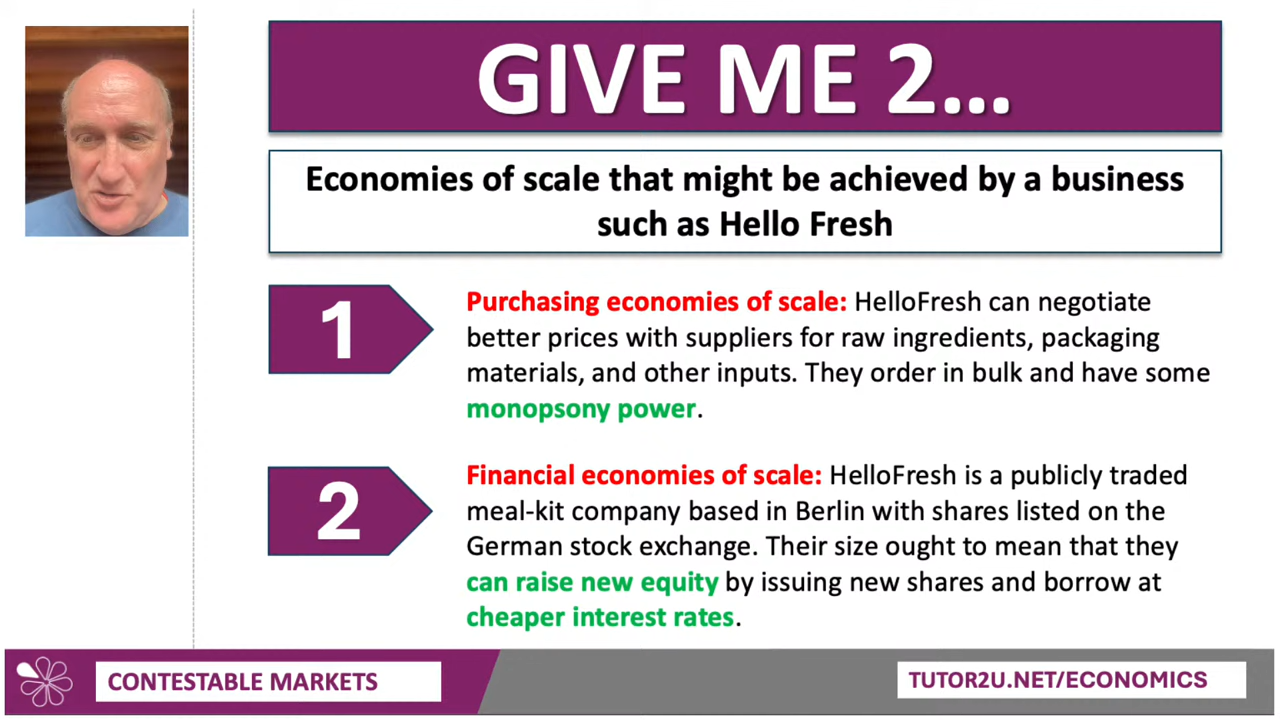 GIVE ME 2...
Economies of scale that might be achieved by a business
such as Hello Fresh
1
Purchasing economies of scale: HelloFresh can negotiate
better prices with suppliers for raw ingredients, packaging
materials, and other inputs. They order in bulk and have some
monopsony power.
2
Financial economies of scale: HelloFresh is a publicly traded
meal-kit company based in Berlin with shares listed on the
German stock exchange. Their size ought to mean that they
can raise new equity by issuing new shares and borrow at
cheaper interest rates.
CONTESTABLE MARKETS
TUTOR2U.NET/ECONOMICS